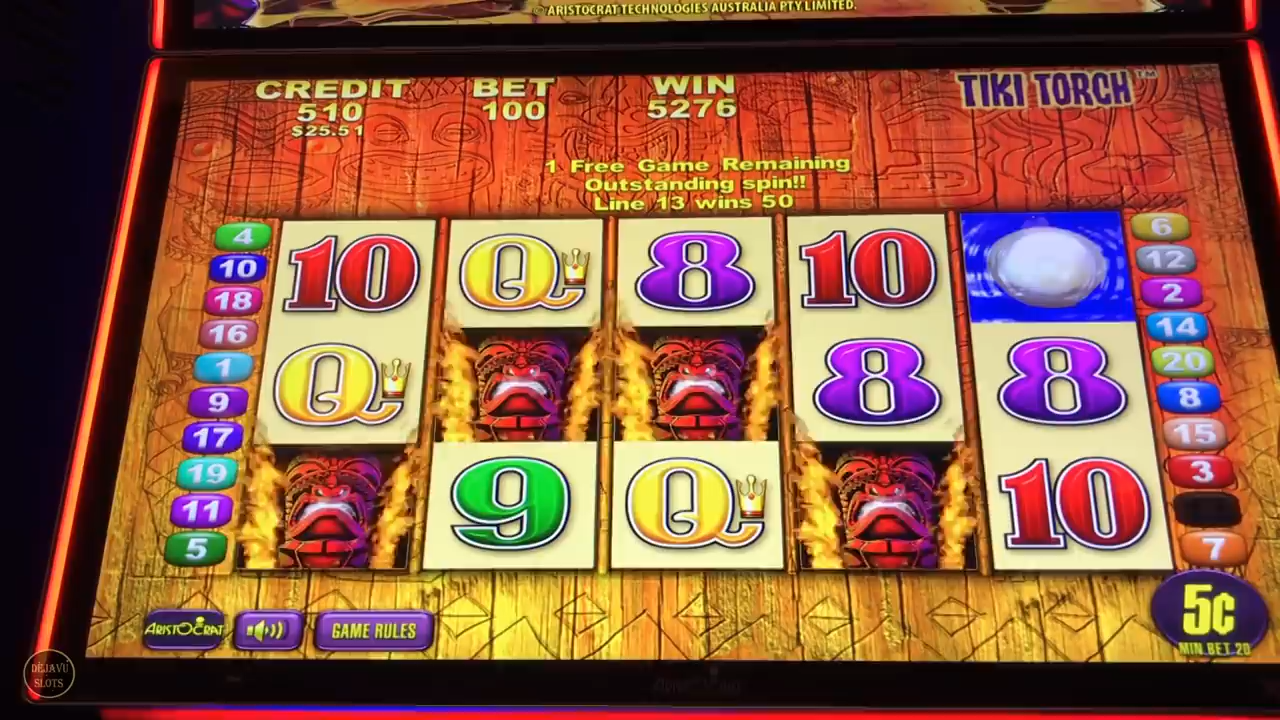 © ARISTOCRAT TECHNOLOGIES AUSTRALIA PTY LIMITED.
CREDIT BET WIN TIKI TORCH™
510 100 5276
$25.51
1 Free Game Remaining
Outstanding spin!!
Line 13 wins 50
4 10 Q 8 10 6
10 12
18 2
16 14
1 Q 8 8 20
9 8
17 15
19 9 Q 10 3
11
5 7
ARISTOCRAT GAME RULES 5¢
MIN BET 20
DEJAVU
SLOTS